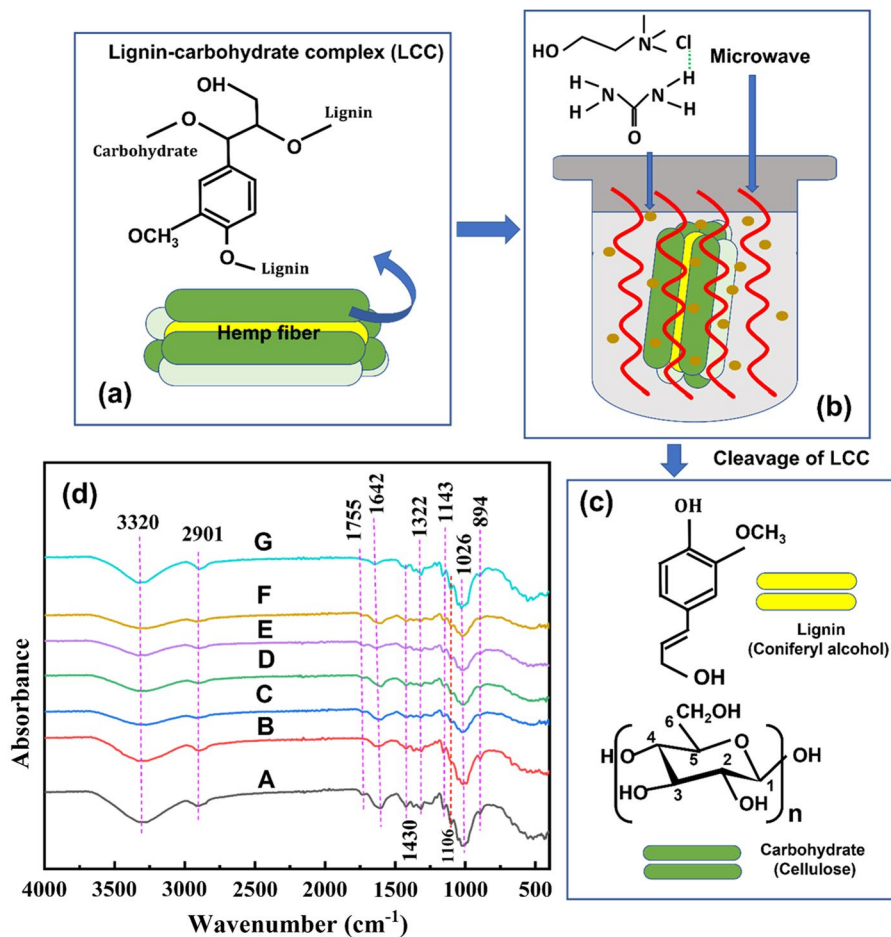 Lignin-carbohydrate complex (LCC)
OH
O
Lignin
O
Carbohydrate
OCH3
O
Lignin
Hemp fiber
(a)
HO
N
Cl
Microwave
H
H
N
N
H
H
O
(b)
Cleavage of LCC
(c)
OH
OCH3
OH
Lignin
(Coniferyl alcohol)
6
CH2OH
4
O
5
HO
OH
2
1
HO
3
OH
n
Carbohydrate
(Cellulose)
(d)
3320
2901
1755
1642
1322
1143
1026
894
G
F
E
D
C
B
A
1430
1106
Absorbance
4000
3500
3000
2500
2000
1500
1000
500
Wavenumber (cm-1)